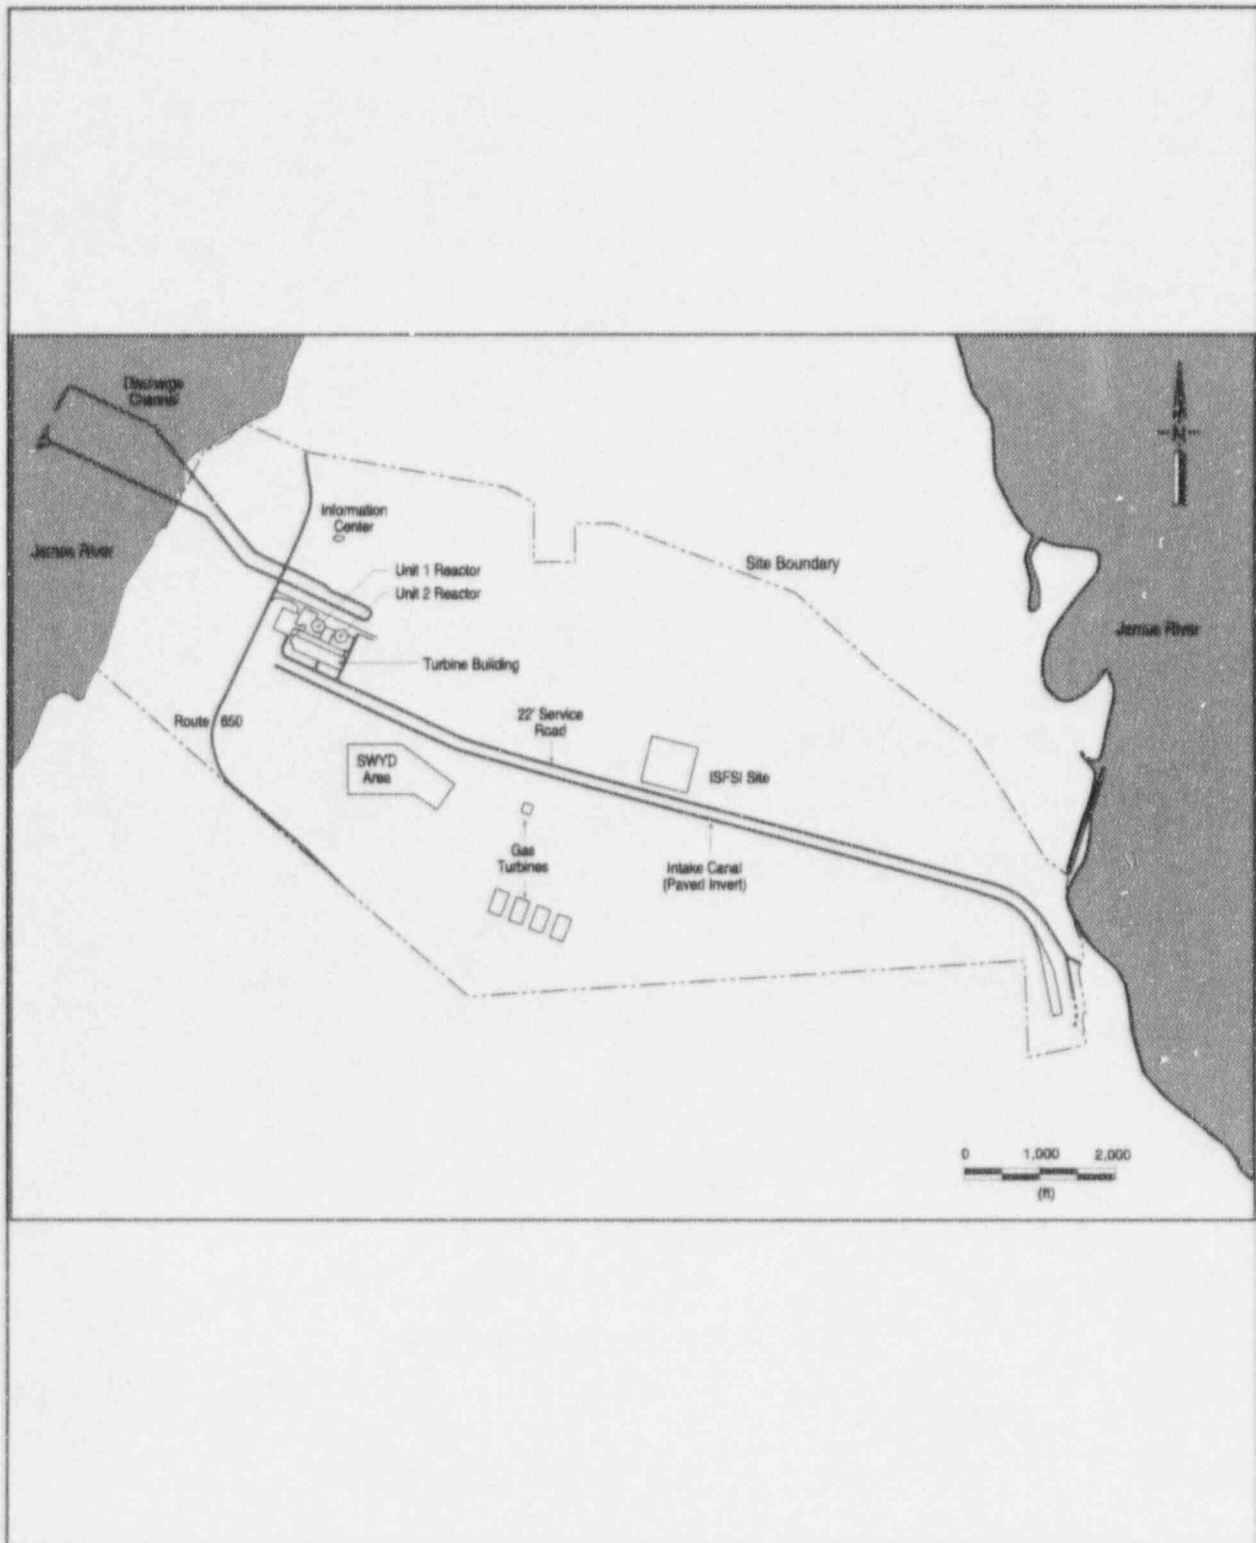 Discharge
Channel
N
Information
Center
James River
Unit 1 Reactor
Unit 2 Reactor
Site Boundary
James River
Turbine Building
Route 650
22' Service
Road
SWYD
Area
ISFSI Site
Gas
Turbines
Intake Canal
(Paved Invert)
0 1,000 2,000
(ft)